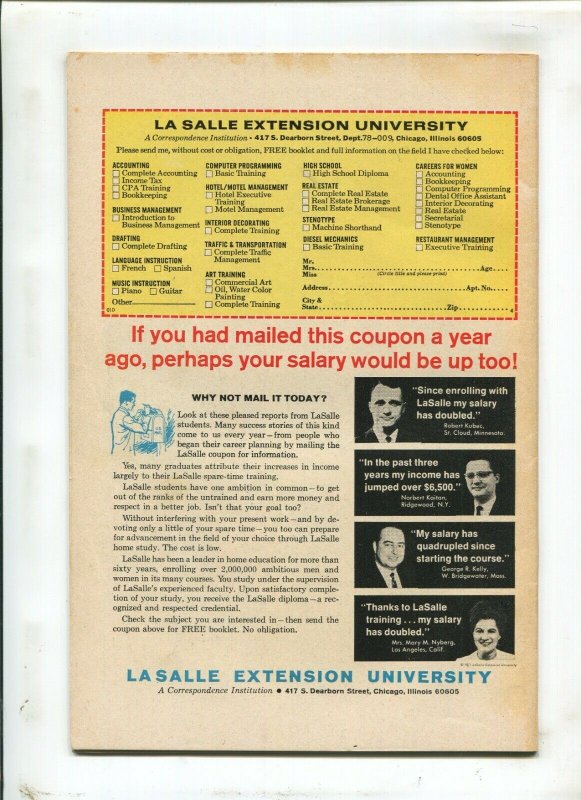 LA SALLE EXTENSION UNIVERSITY
A Correspondence Institution • 417 S. Dearborn Street, Dept. 78-009, Chicago, Illinois 60605
Please send me, without cost or obligation, FREE booklet and full information on the field I have checked below:
ACCOUNTING
Complete Accounting
Income Tax
CPA Training
Bookkeeping
BUSINESS MANAGEMENT
Introduction to
Business Management
DRAFTING
Complete Drafting
LANGUAGE INSTRUCTION
French Spanish
MUSIC INSTRUCTION
Piano Guitar
Other
010
COMPUTER PROGRAMMING
Basic Training
HOTEL/MOTEL MANAGEMENT
Hotel Executive
Training
Motel Management
INTERIOR DECORATING
Complete Training
TRAFFIC & TRANSPORTATION
Complete Traffic
Management
ART TRAINING
Commercial Art
Oil, Water Color
Painting
Complete Training
HIGH SCHOOL
High School Diploma
REAL ESTATE
Complete Real Estate
Real Estate Brokerage
Real Estate Management
STENOTYPE
Machine Shorthand
DIESEL MECHANICS
Basic Training
CAREERS FOR WOMEN
Accounting
Bookkeeping
Computer Programming
Dental Office Assistant
Interior Decorating
Real Estate
Secretarial
Stenotype
RESTAURANT MANAGEMENT
Executive Training
Mr.
Mrs. Age
Miss (Circle title and please print)
Address Apt. No.
City &
State Zip
4
If you had mailed this coupon a year
ago, perhaps your salary would be up too!
WHY NOT MAIL IT TODAY?
Look at these pleased reports from LaSalle
students. Many success stories of this kind
come to us every year—from people who
began their career planning by mailing the
LaSalle coupon for information.
Yes, many graduates attribute their increases in income
largely to their LaSalle spare-time training.
LaSalle students have one ambition in common—to get
out of the ranks of the untrained and earn more money and
respect in a better job. Isn't that your goal too?
Without interfering with your present work—and by de-
voting only a little of your spare time—you too can prepare
for advancement in the field of your choice through LaSalle
home study. The cost is low.
LaSalle has been a leader in home education for more than
sixty years, enrolling over 2,000,000 ambitious men and
women in its many courses. You study under the supervision
of LaSalle's experienced faculty. Upon satisfactory comple-
tion of your study, you receive the LaSalle diploma—a rec-
ognized and respected credential.
Check the subject you are interested in—then send the
coupon above for FREE booklet. No obligation.
"Since enrolling with
LaSalle my salary
has doubled."
Robert Kubec,
St. Cloud, Minnesota.
"In the past three
years my income has
jumped over $6,500."
Norbert Kaitan,
Ridgewood, N.Y.
"My salary has
quadrupled since
starting the course."
George R. Kelly,
W. Bridgewater, Mass.
"Thanks to LaSalle
training ... my salary
has doubled."
Mrs. Mary M. Nyberg,
Los Angeles, Calif.
© 1971 LaSalle Extension University
LA SALLE EXTENSION UNIVERSITY
A Correspondence Institution • 417 S. Dearborn Street, Chicago, Illinois 60605